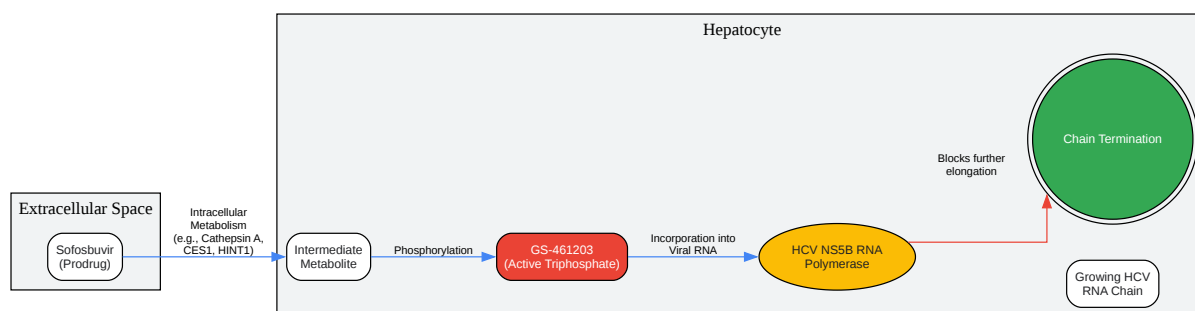 Hepatocyte
Extracellular Space
Sofosbuvir
(Prodrug)
Intracellular
Metabolism
(e.g., Cathepsin A,
CES1, HINT1)
Intermediate
Metabolite
Phosphorylation
GS-461203
(Active Triphosphate)
Incorporation into
Viral RNA
HCV NS5B RNA
Polymerase
Blocks further
elongation
Chain Termination
Growing HCV
RNA Chain